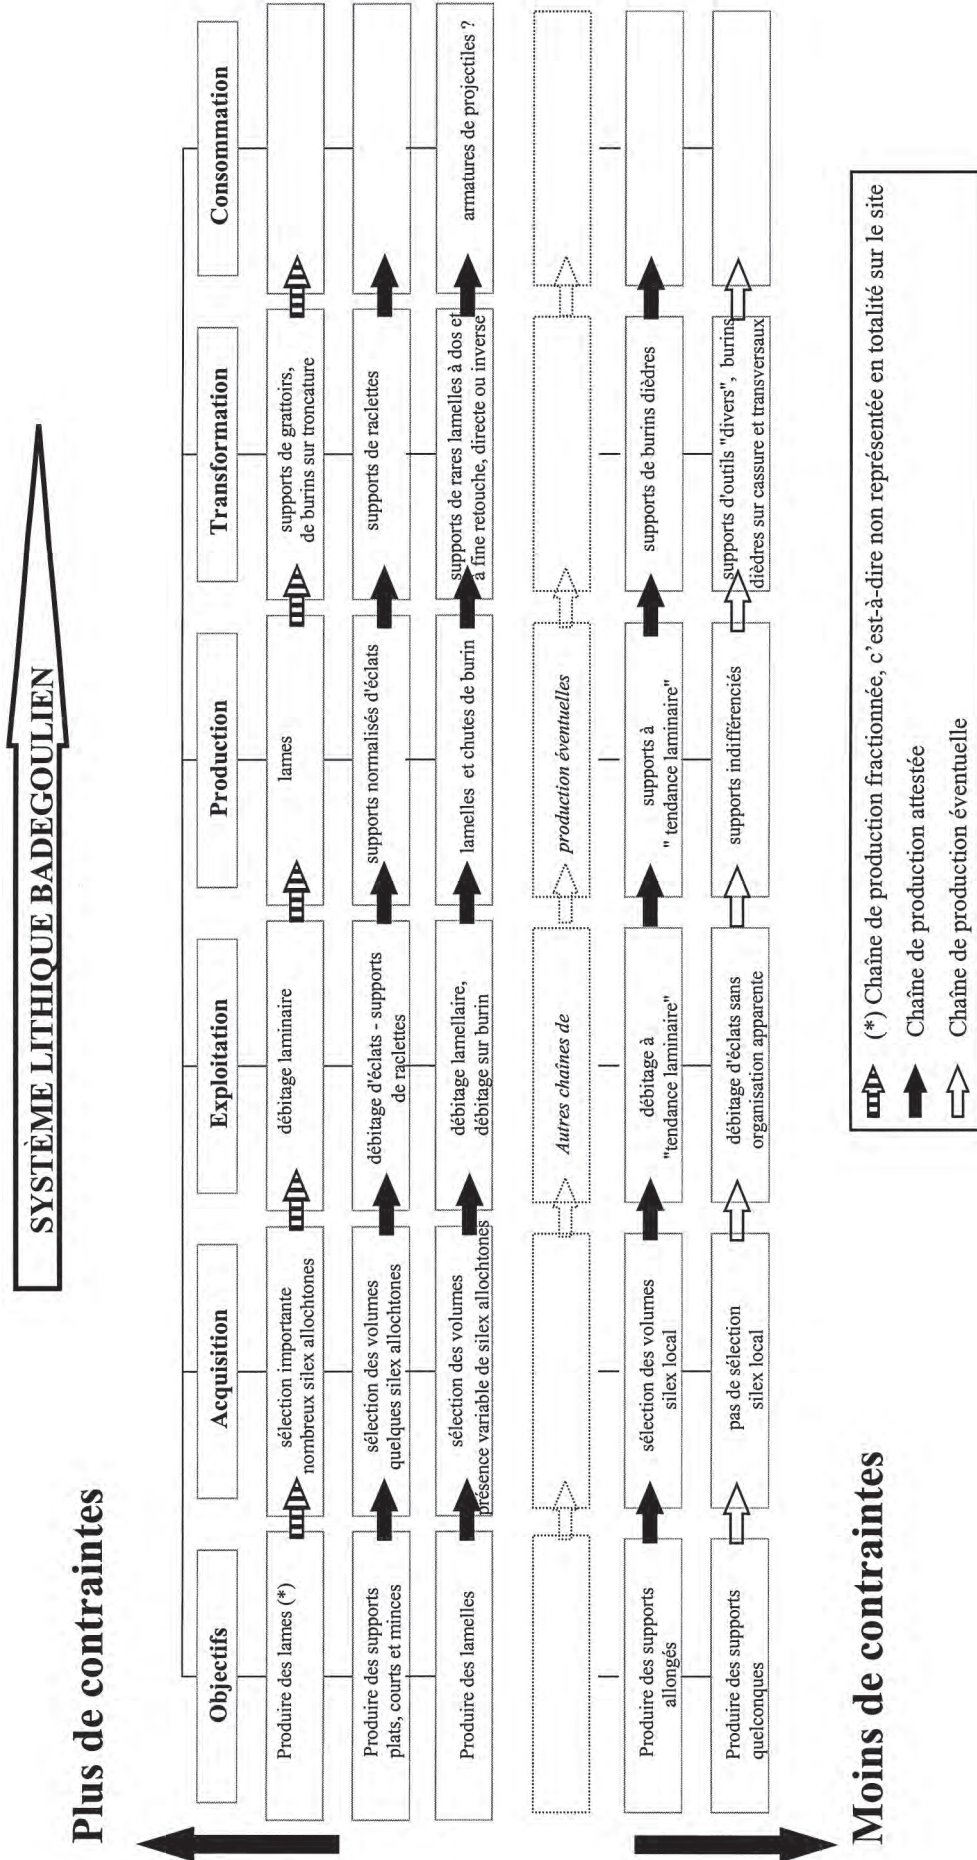 SYSTÈME LITHIQUE BADEGOULIEN
Plus de contraintes
Objectifs
Acquisition
Exploitation
Production
Transformation
Consommation
Produire des lames (*)
sélection importante
nombreux silex allochtones
débitage laminaire
lames
supports de grattoirs,
de burins sur troncature
Produire des supports
plats, courts et minces
sélection des volumes
quelques silex allochtones
débitage d'éclats - supports
de raclettes
supports normalisés d'éclats
supports de raclettes
Produire des lamelles
sélection des volumes
présence variable de silex allochtones
débitage lamellaire,
débitage sur burin
lamelles et chutes de burin
supports de rares lamelles à dos et
à fine retouche, directe ou inverse
armatures de projectiles ?
Autres chaînes de
production éventuelles
Produire des supports
allongés
sélection des volumes
silex local
débitage à
"tendance laminaire"
supports à
" tendance laminaire"
supports de burins dièdres
Produire des supports
quelconques
pas de sélection
silex local
débitage d'éclats sans
organisation apparente
supports indifférenciés
supports d'outils "divers", burins
dièdres sur cassure et transversaux
Moins de contraintes
(*) Chaîne de production fractionnée, c'est-à-dire non représentée en totalité sur le site
Chaîne de production attestée
Chaîne de production éventuelle